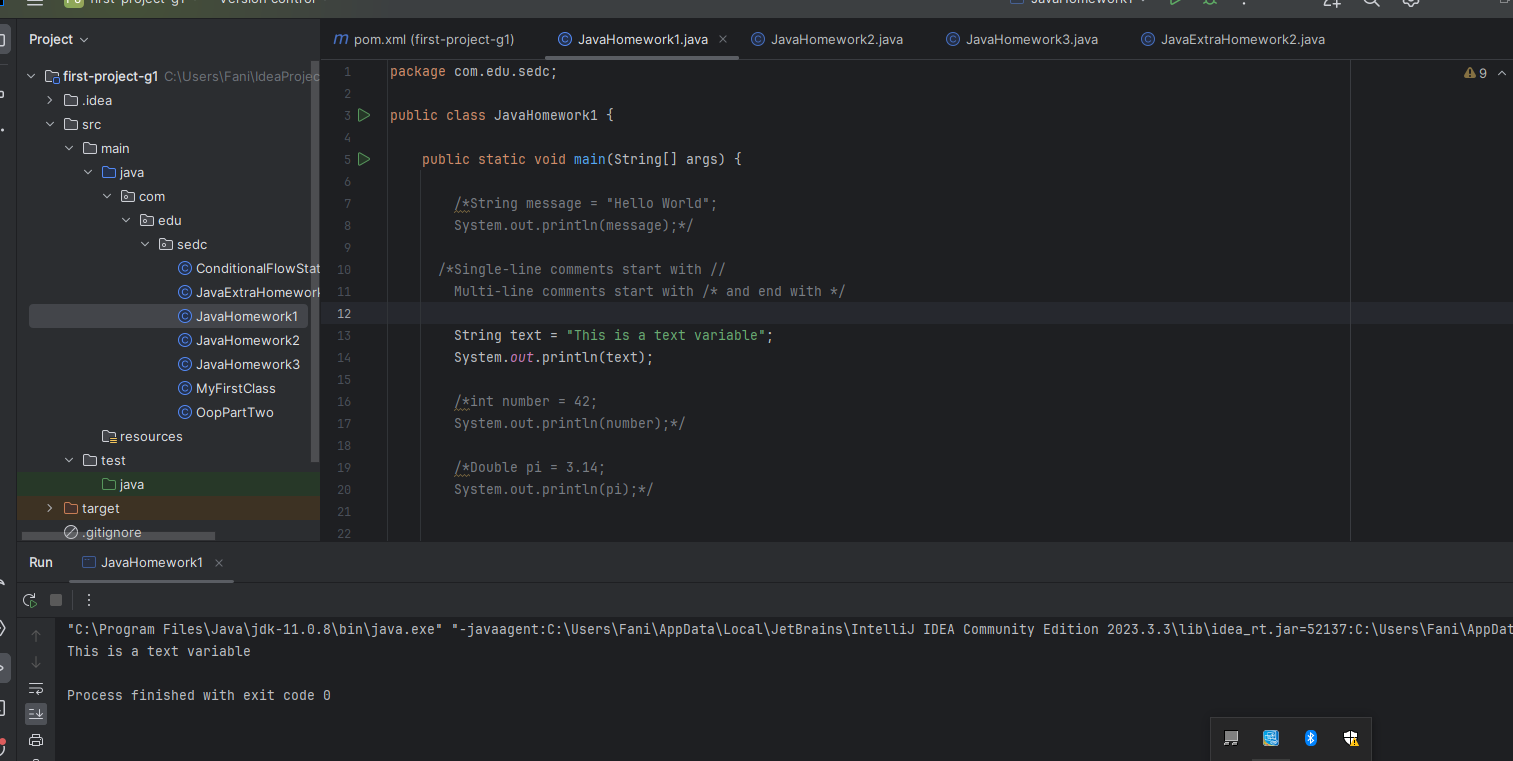 first-project-g1 Version control JavaHomework1
Project
pom.xml (first-project-g1) JavaHomework1.java JavaHomework2.java JavaHomework3.java JavaExtraHomework2.java
first-project-g1 C:\Users\Fani\IdeaProjec
.idea
src
main
java
com
edu
sedc
ConditionalFlowStat
JavaExtraHomework
JavaHomework1
JavaHomework2
JavaHomework3
MyFirstClass
OopPartTwo
resources
test
java
target
.gitignore
1 package com.edu.sedc;
2
3 public class JavaHomework1 {
4
5 public static void main(String[] args) {
6
7 /*String message = "Hello World";
8 System.out.println(message);*/
9
10 /*Single-line comments start with //
11 Multi-line comments start with /* and end with */
12
13 String text = "This is a text variable";
14 System.out.println(text);
15
16 /*int number = 42;
17 System.out.println(number);*/
18
19 /*Double pi = 3.14;
20 System.out.println(pi);*/
21
22
9
Run JavaHomework1
"C:\Program Files\Java\jdk-11.0.8\bin\java.exe" "-javaagent:C:\Users\Fani\AppData\Local\JetBrains\IntelliJ IDEA Community Edition 2023.3.3\lib\idea_rt.jar=52137:C:\Users\Fani\AppDat
This is a text variable
Process finished with exit code 0